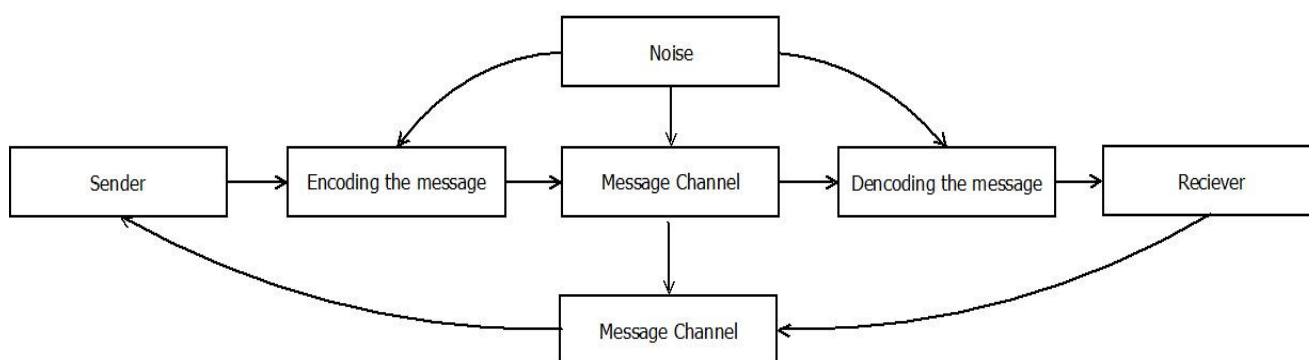 Noise
Sender
Encoding the message
Message Channel
Dencoding the message
Reciever
Message Channel